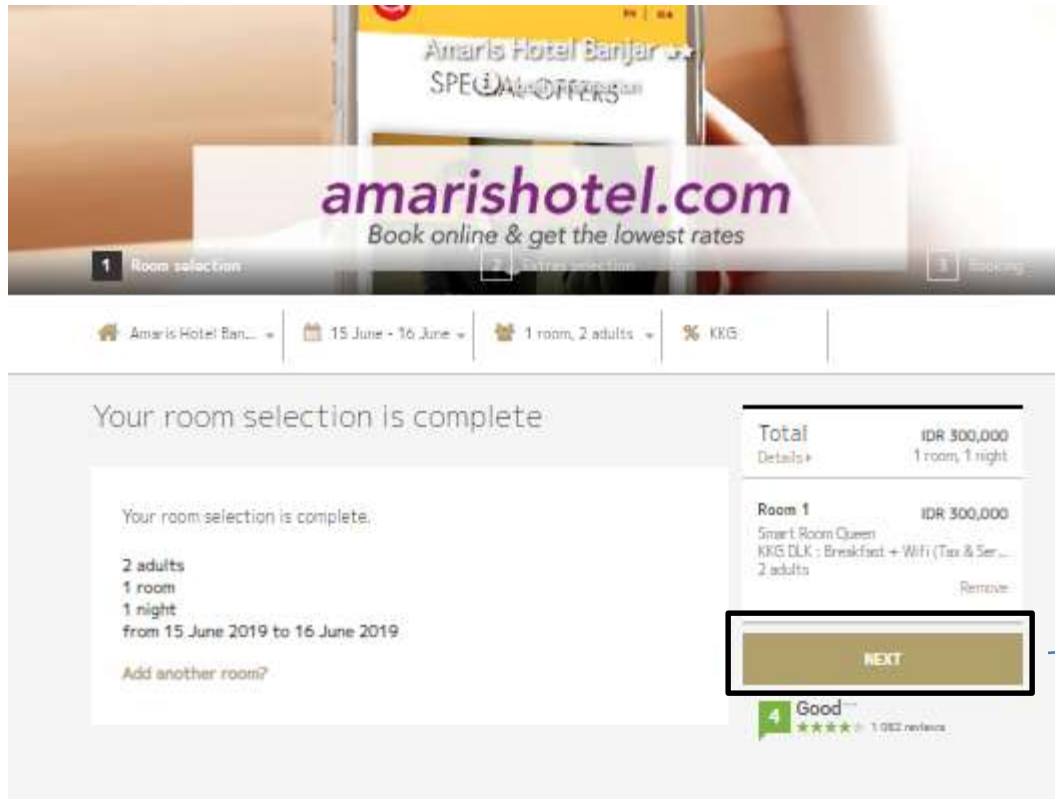 Amaris Hotel Banjar
SPECIAL OFFERS
amarishotel.com
Book online & get the lowest rates
1 Room selection
2 Extras selection
3 Booking
Amaris Hotel Ban...
15 June - 16 June
1 room, 2 adults
% KKG
Your room selection is complete
Your room selection is complete.
2 adults
1 room
1 night
from 15 June 2019 to 16 June 2019
Add another room?
Total IDR 300,000
Details 1 room, 1 night
Room 1 IDR 300,000
Smart Room Queen
KKG DLK : Breakfast + Wifi (Tax & Ser...
2 adults
Remove
NEXT
4 Good
1 082 reviews